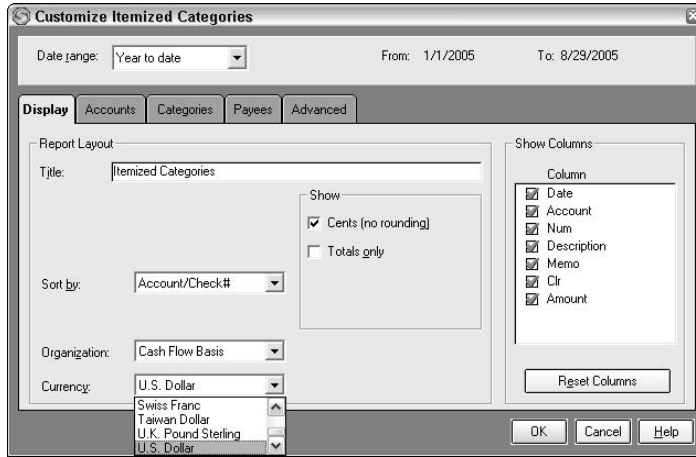 Customize Itemized Categories
Date range: Year to date From: 1/1/2005 To: 8/29/2005
Display Accounts Categories Payees Advanced
Report Layout
Title: Itemized Categories
Show
Cents (no rounding)
Totals only
Sort by: Account/Check#
Organization: Cash Flow Basis
Currency: U.S. Dollar
Swiss Franc
Taiwan Dollar
U.K. Pound Sterling
U.S. Dollar
Show Columns
Column
Date
Account
Num
Description
Memo
Clr
Amount
Reset Columns
OK Cancel Help